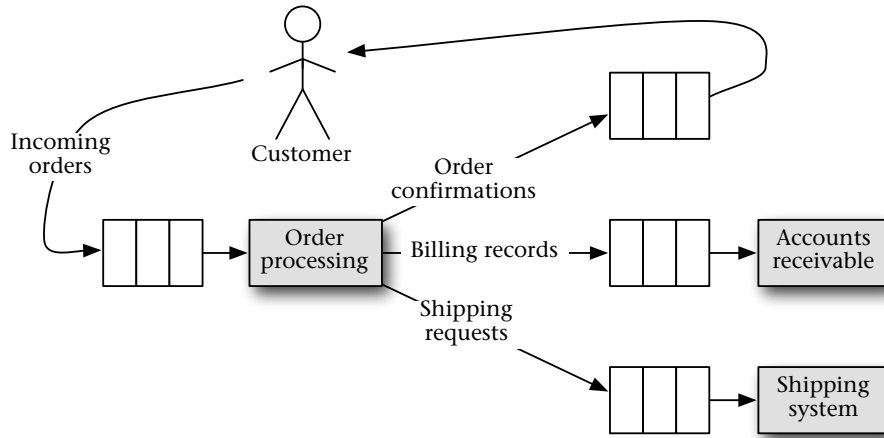 Incoming
orders
Customer
Order
confirmations
Order
processing
Billing records
Accounts
receivable
Shipping
requests
Shipping
system